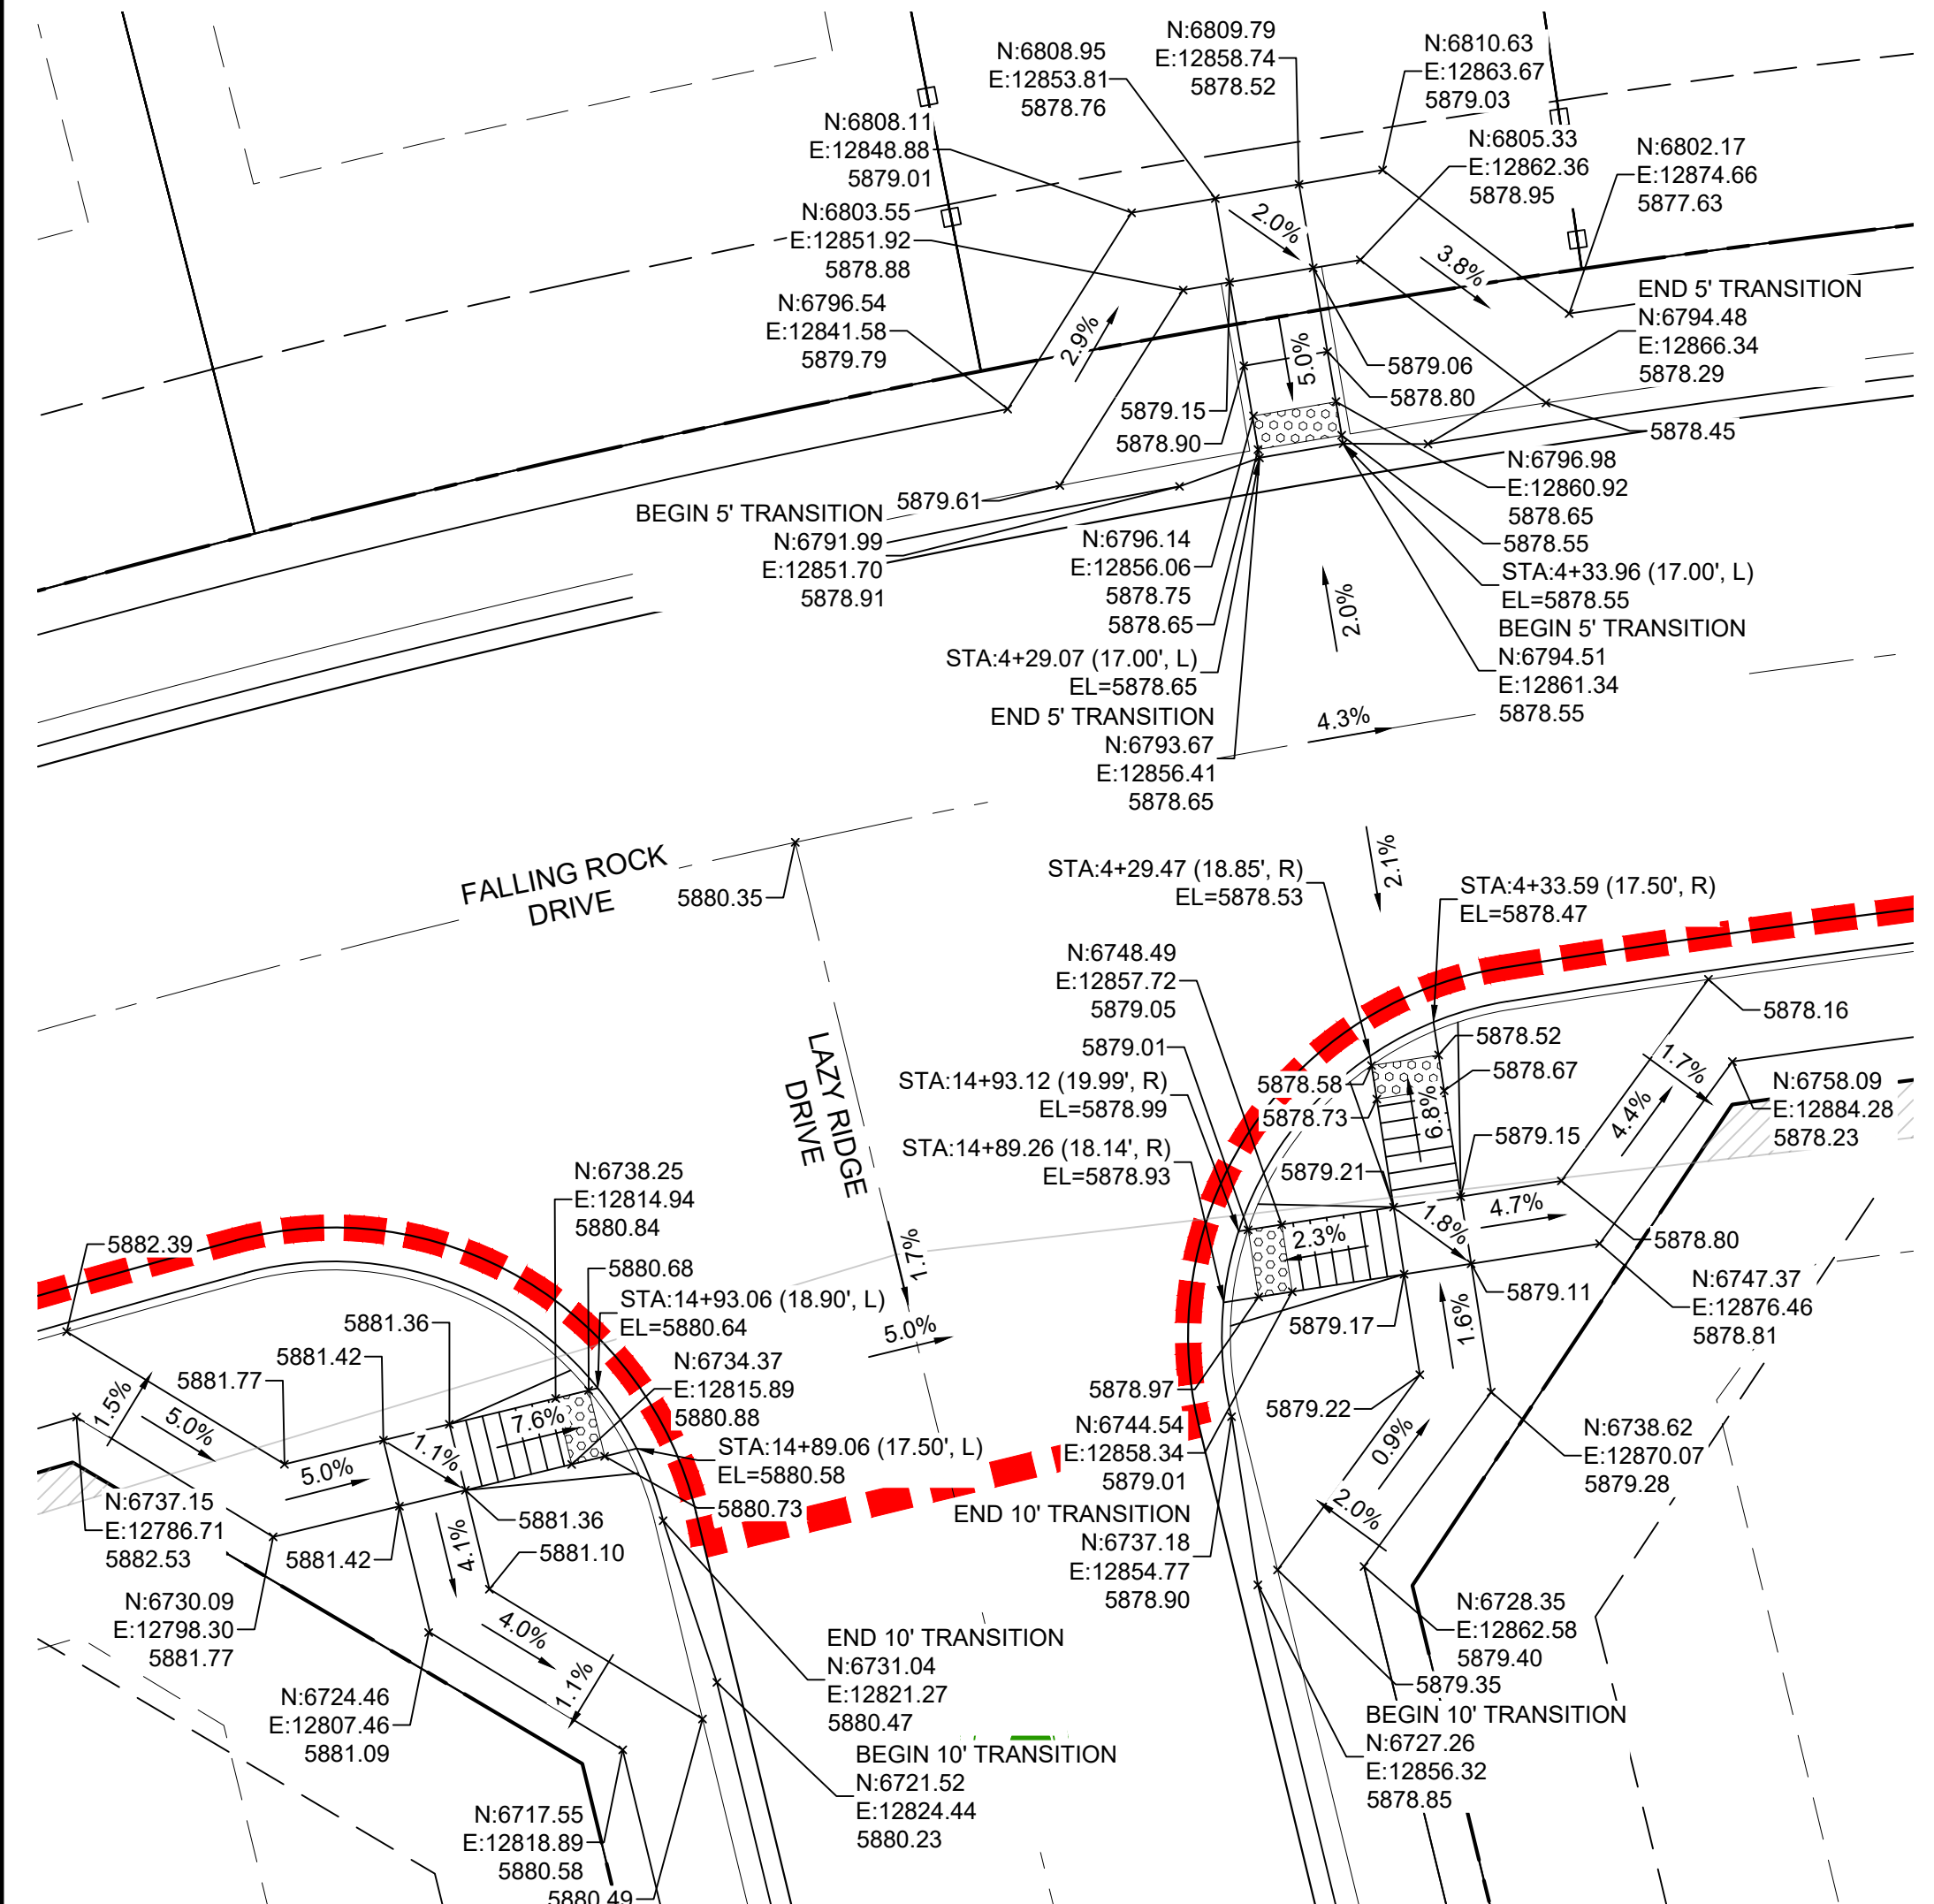 N:6808.95
E:12853.81
5878.76
N:6809.79
E:12858.74
5878.52
N:6810.63
E:12863.67
5879.03
N:6808.11
E:12848.88
5879.01
N:6805.33
E:12862.36
5878.95
N:6802.17
E:12874.66
5877.63
N:6803.55
E:12851.92
5878.88
2.0%
3.8%
N:6796.54
E:12841.58
5879.79
2.9%
END 5' TRANSITION
N:6794.48
E:12866.34
5878.29
5.0%
5879.06
5878.80
5879.15
5878.90
5878.45
5879.61
BEGIN 5' TRANSITION
N:6791.99
E:12851.70
5878.91
N:6796.98
E:12860.92
5878.65
5878.55
N:6796.14
E:12856.06
5878.75
5878.65
STA:4+33.96 (17.00', L)
EL=5878.55
BEGIN 5' TRANSITION
N:6794.51
E:12861.34
5878.55
2.0%
STA:4+29.07 (17.00', L)
EL=5878.65
END 5' TRANSITION
N:6793.67
E:12856.41
5878.65
4.3%
FALLING ROCK
DRIVE
5880.35
2.1%
STA:4+29.47 (18.85', R)
EL=5878.53
STA:4+33.59 (17.50', R)
EL=5878.47
N:6748.49
E:12857.72
5879.05
5879.01
STA:14+93.12 (19.99', R)
EL=5878.99
STA:14+89.26 (18.14', R)
EL=5878.93
5878.16
5878.52
5878.67
5878.58
5878.73
6.8%
1.7%
4.4%
N:6758.09
E:12884.28
5878.23
5879.15
5879.21
LAZY RIDGE
DRIVE
1.7%
5.0%
2.3%
1.8%
4.7%
5878.80
5879.11
N:6747.37
E:12876.46
5878.81
5879.17
1.6%
5878.97
5879.22
N:6744.54
E:12858.34
5879.01
0.9%
N:6738.62
E:12870.07
5879.28
2.0%
END 10' TRANSITION
N:6737.18
E:12854.77
5878.90
N:6728.35
E:12862.58
5879.40
5879.35
BEGIN 10' TRANSITION
N:6727.26
E:12856.32
5878.85
N:6738.25
E:12814.94
5880.84
5882.39
5880.68
STA:14+93.06 (18.90', L)
EL=5880.64
5881.36
5881.42
5881.77
N:6734.37
E:12815.89
5880.88
1.5%
5.0%
5.0%
1.1%
7.6%
STA:14+89.06 (17.50', L)
EL=5880.58
5880.73
N:6737.15
E:12786.71
5882.53
5881.36
5881.42
4.1%
5881.10
N:6730.09
E:12798.30
5881.77
4.0%
1.1%
END 10' TRANSITION
N:6731.04
E:12821.27
5880.47
N:6724.46
E:12807.46
5881.09
BEGIN 10' TRANSITION
N:6721.52
E:12824.44
5880.23
N:6717.55
E:12818.89
5880.58
5880.49